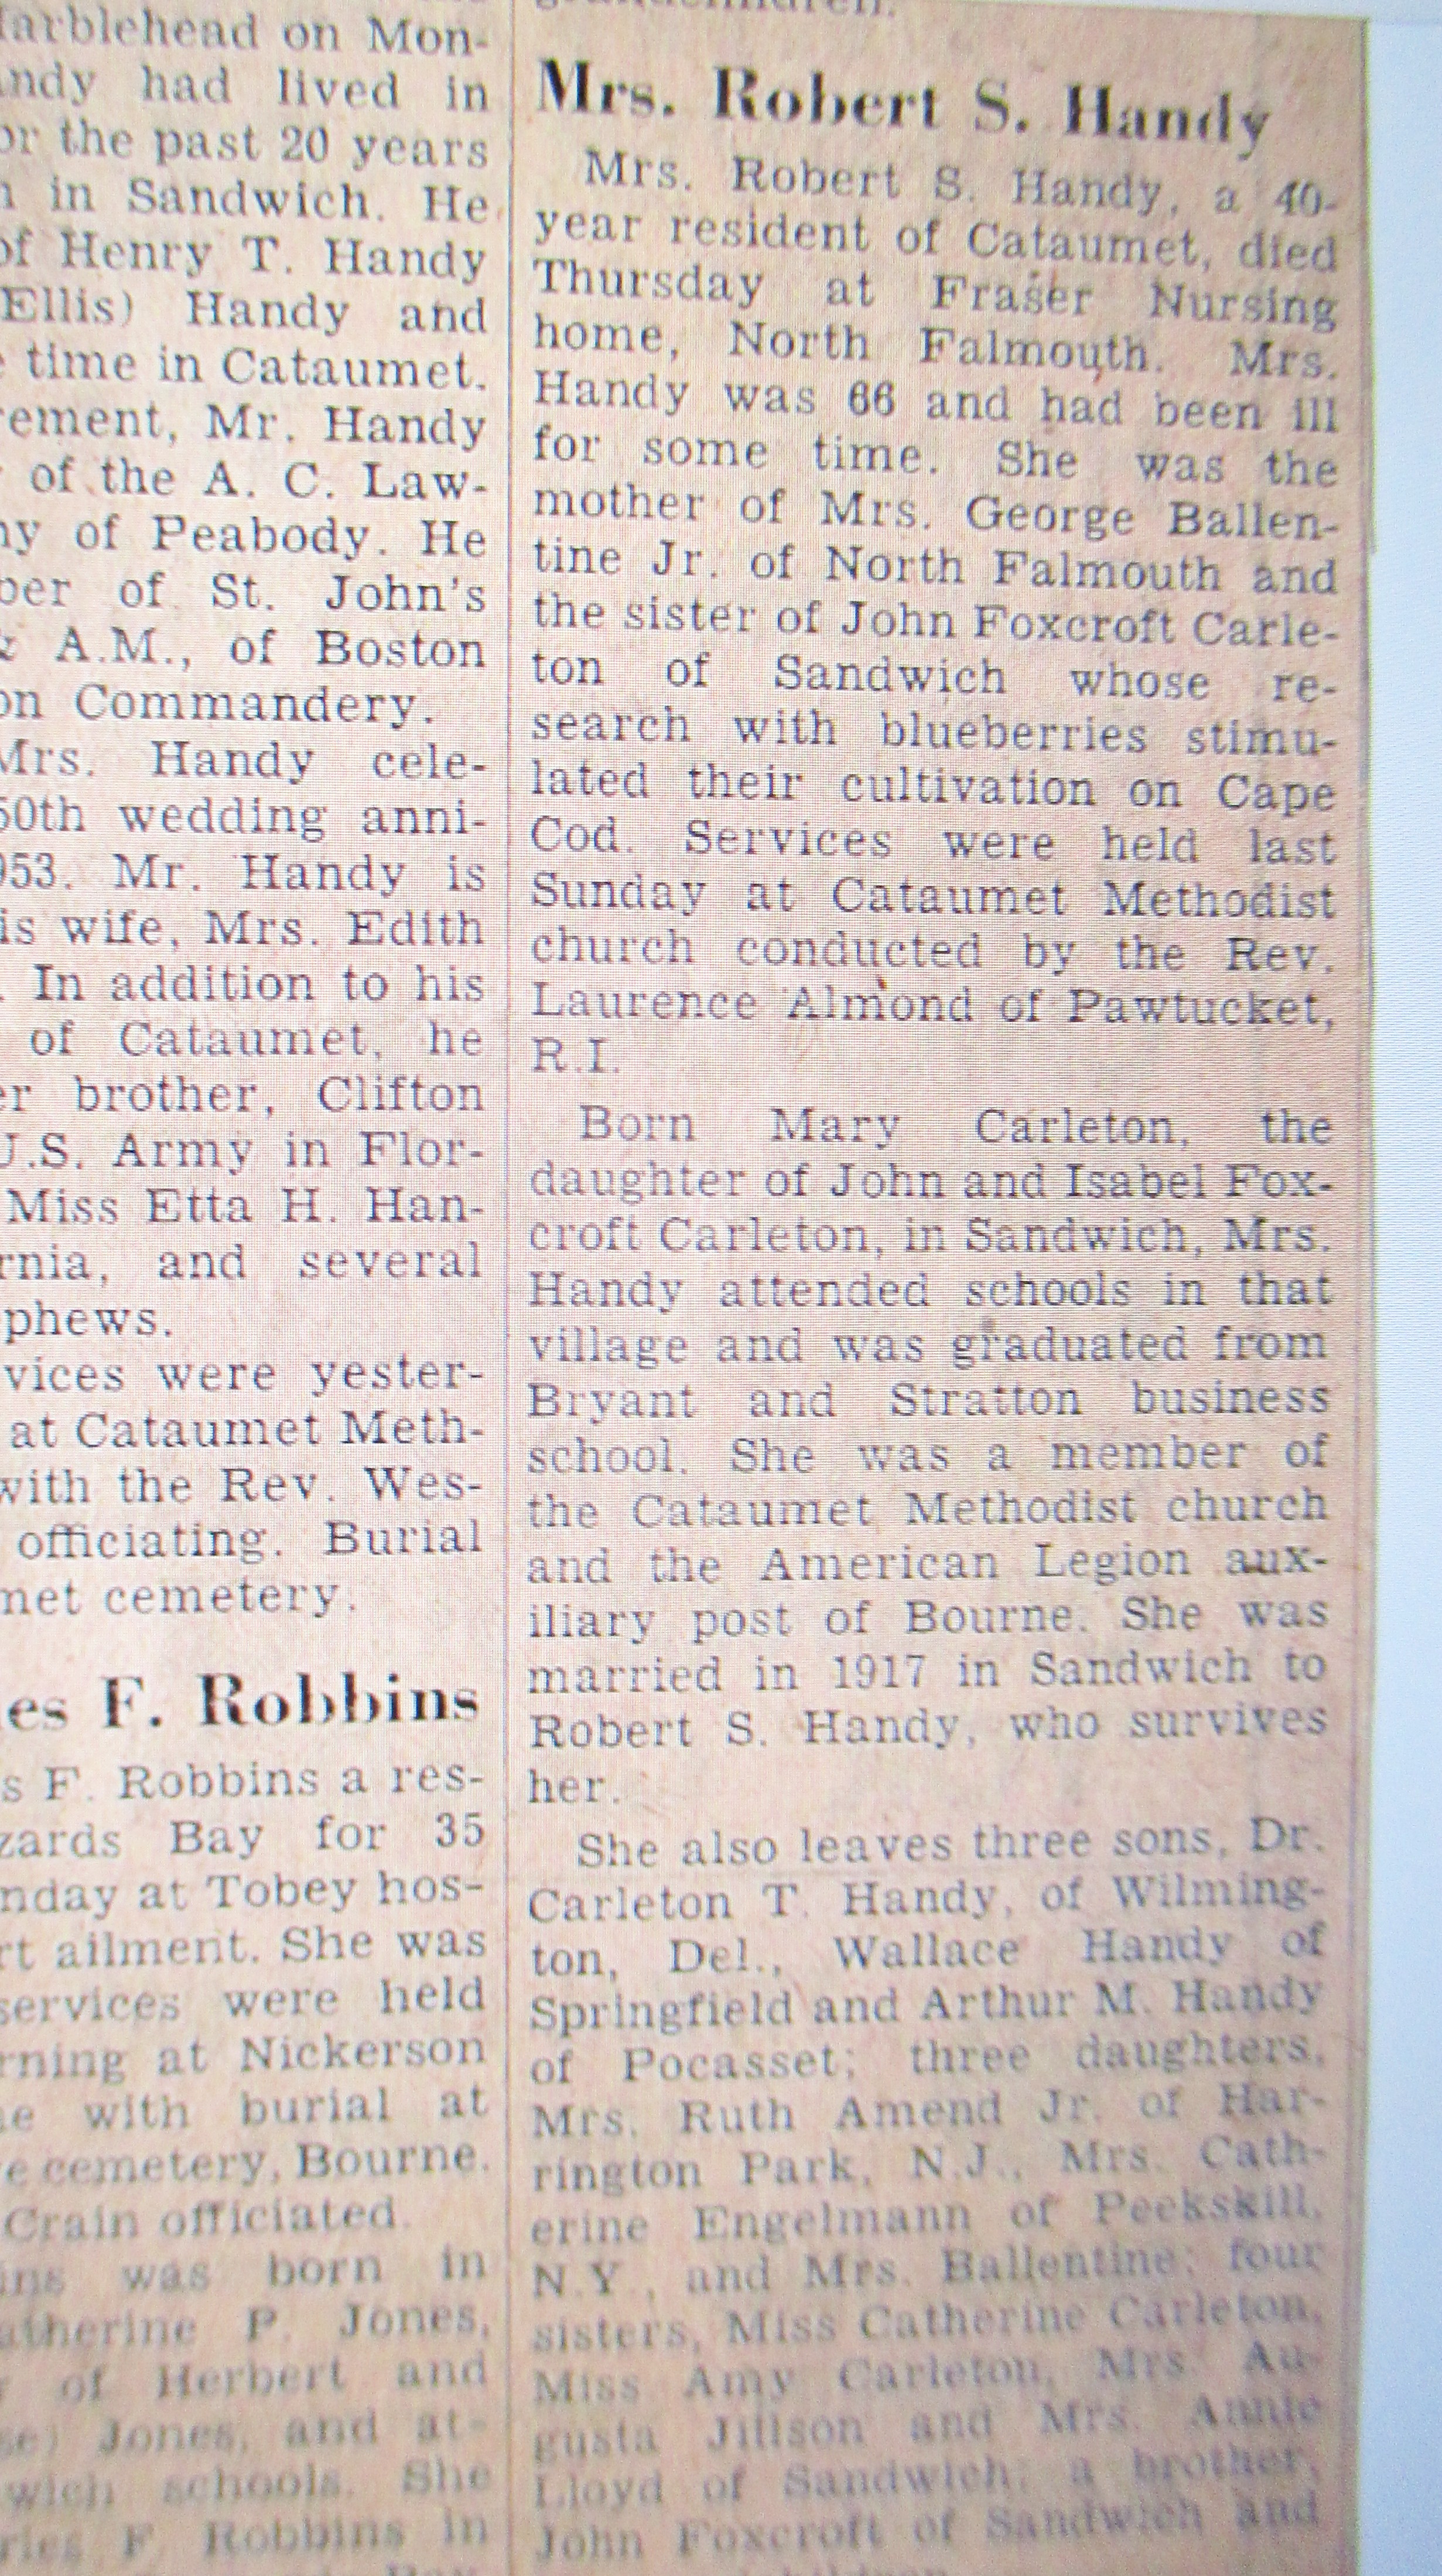 Marblehead on Mon-
ndy had lived in
or the past 20 years
in Sandwich. He
of Henry T. Handy
Ellis) Handy and
time in Cataumet.
rement, Mr. Handy
of the A. C. Law-
ny of Peabody. He
ber of St. John's
& A.M., of Boston
on Commandery.
Mrs. Handy cele-
50th wedding anni-
953. Mr. Handy is
is wife, Mrs. Edith
. In addition to his
of Cataumet, he
er brother, Clifton
U.S. Army in Flor-
Miss Etta H. Han-
rnia, and several
phews.
vices were yester-
at Cataumet Meth-
with the Rev. Wes-
officiating. Burial
met cemetery.
es F. Robbins
s F. Robbins a res-
zards Bay for 35
nday at Tobey hos-
rt ailment. She was
services were held
rning at Nickerson
e with burial at
e cemetery, Bourne.
Crain officiated.
ins was born in
atherine P. Jones,
of Herbert and
se) Jones, and at-
wich schools. She
rles F. Robbins in
grandchildren.
Mrs. Robert S. Handy
Mrs. Robert S. Handy, a 40-
year resident of Cataumet, died
Thursday at Fraser Nursing
home, North Falmouth. Mrs.
Handy was 66 and had been ill
for some time. She was the
mother of Mrs. George Ballen-
tine Jr. of North Falmouth and
the sister of John Foxcroft Carle-
ton of Sandwich whose re-
search with blueberries stimu-
lated their cultivation on Cape
Cod. Services were held last
Sunday at Cataumet Methodist
church conducted by the Rev.
Laurence Almond of Pawtucket,
R.I.
Born Mary Carleton, the
daughter of John and Isabel Fox-
croft Carleton, in Sandwich, Mrs.
Handy attended schools in that
village and was graduated from
Bryant and Stratton business
school. She was a member of
the Cataumet Methodist church
and the American Legion aux-
iliary post of Bourne. She was
married in 1917 in Sandwich to
Robert S. Handy, who survives
her.
She also leaves three sons, Dr.
Carleton T. Handy, of Wilming-
ton, Del., Wallace Handy of
Springfield and Arthur M. Handy
of Pocasset; three daughters,
Mrs. Ruth Amend Jr. of Har-
rington Park, N.J., Mrs. Cath-
erine Engelmann of Peekskill,
N.Y., and Mrs. Ballentine; four
sisters, Miss Catherine Carleton,
Miss Amy Carleton, Mrs. Au-
gusta Jillson and Mrs. Annie
Lloyd of Sandwich; a brother,
John Foxcroft of Sandwich and